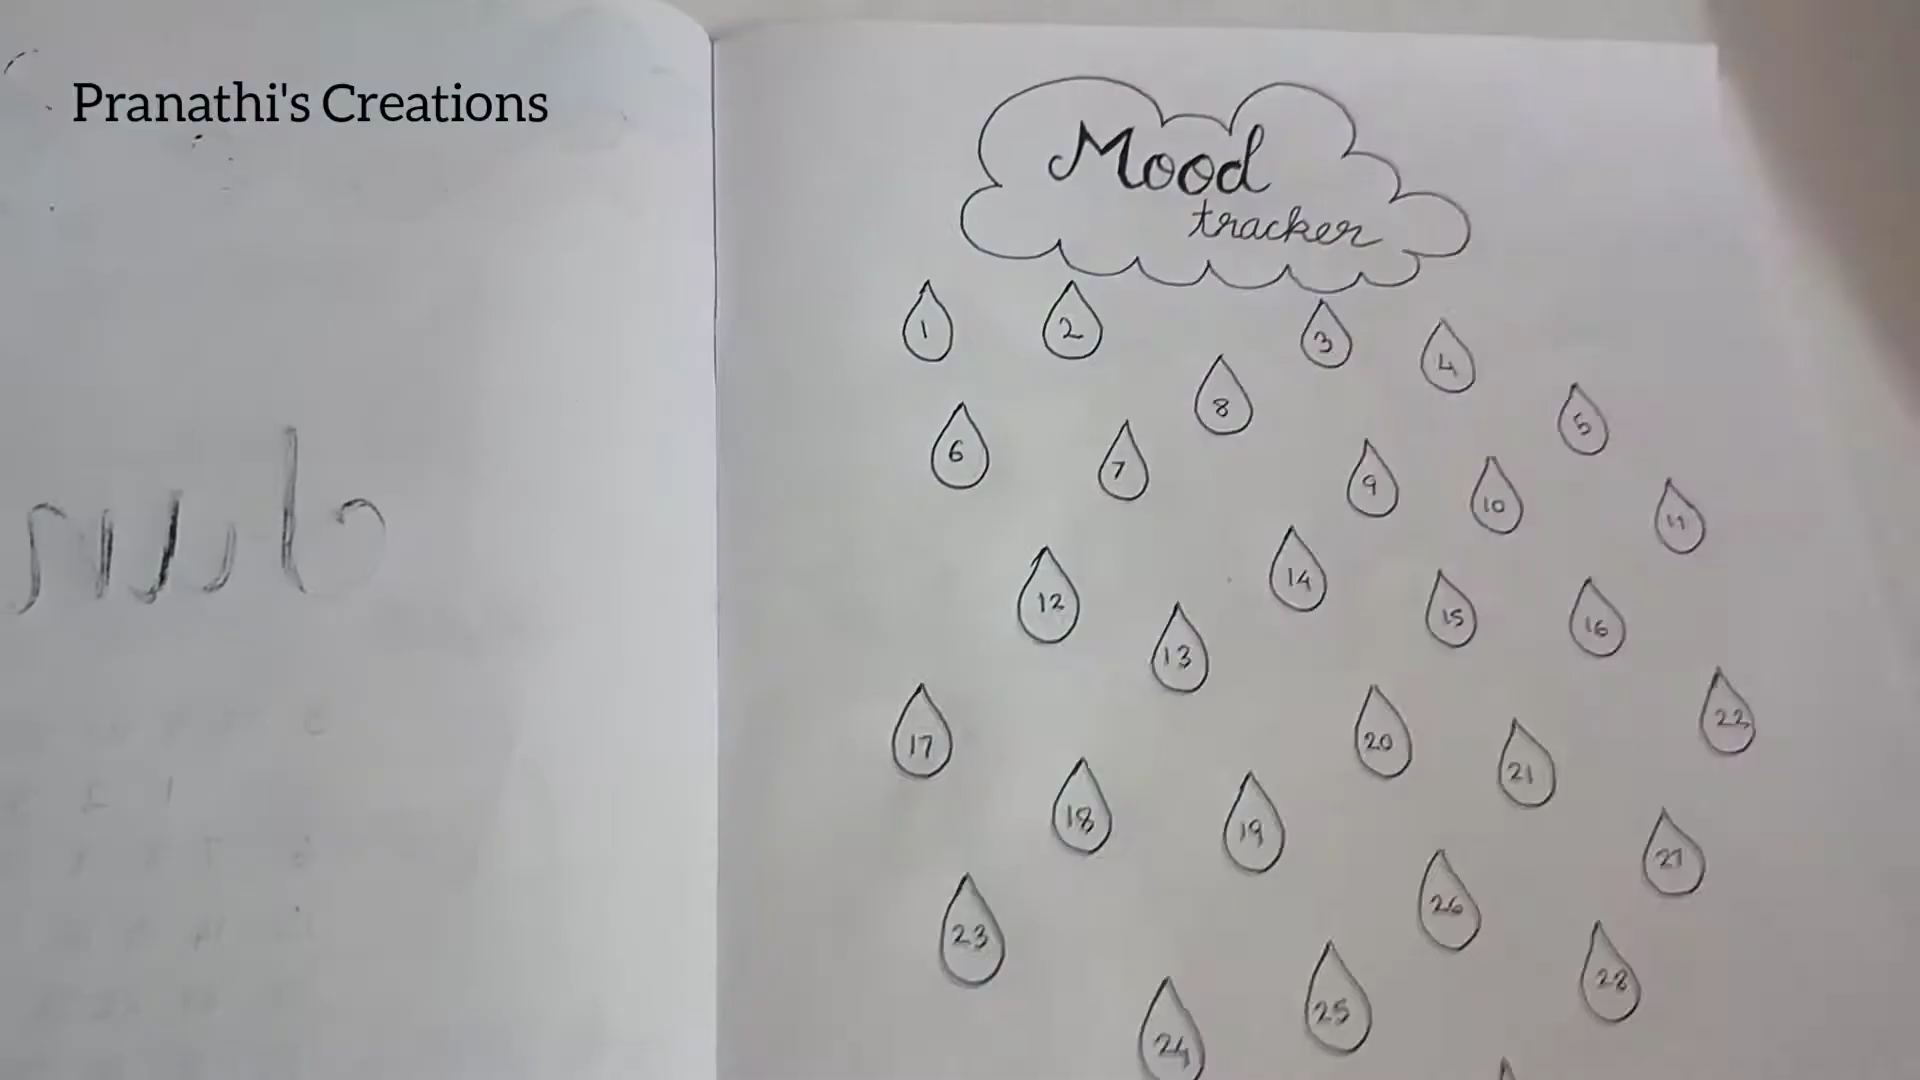 Pranathi's Creations
Mood
tracker
1 2 3 4
5
8
6 7 9 10 11
12 14 15 16
13
17 20 21 22
18 19 27
23 26
24 25 28